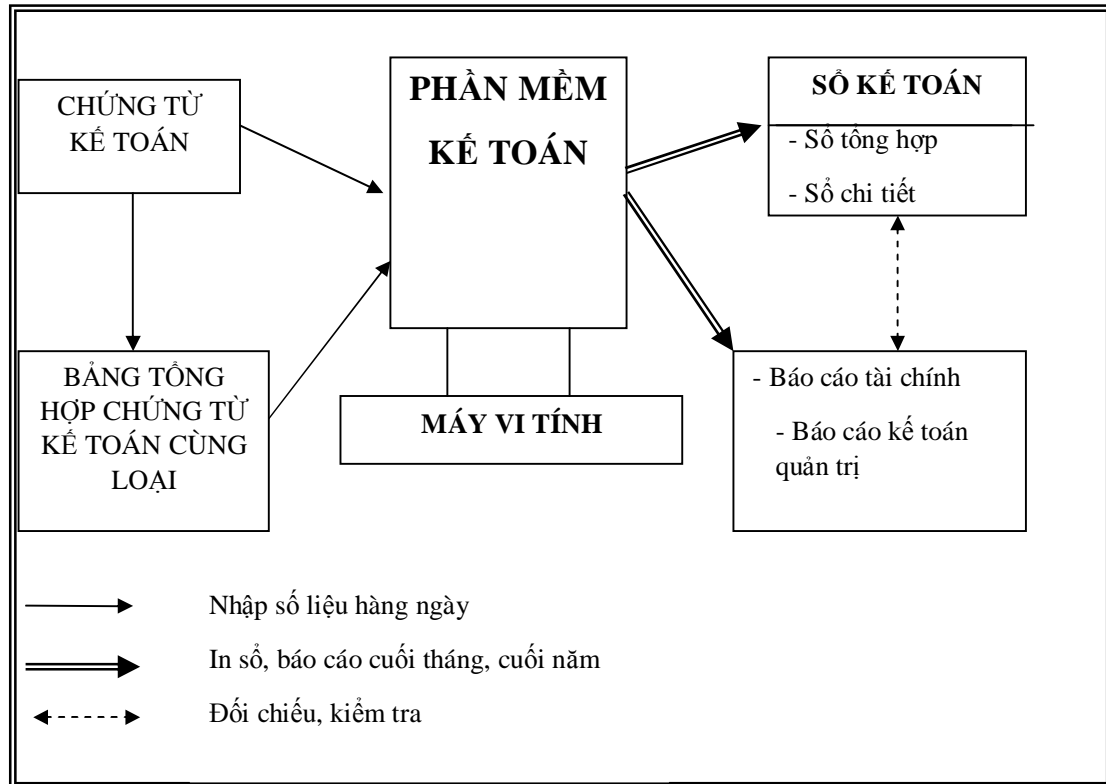 CHỨNG TỪ
KẾ TOÁN
PHẦN MỀM
KẾ TOÁN
SỔ KẾ TOÁN
- Sổ tổng hợp
- Sổ chi tiết
BẢNG TỔNG
HỢP CHỨNG TỪ
KẾ TOÁN CÙNG
LOẠI
MÁY VI TÍNH
- Báo cáo tài chính
- Báo cáo kế toán
quản trị
Nhập số liệu hàng ngày
In sổ, báo cáo cuối tháng, cuối năm
Đối chiếu, kiểm tra